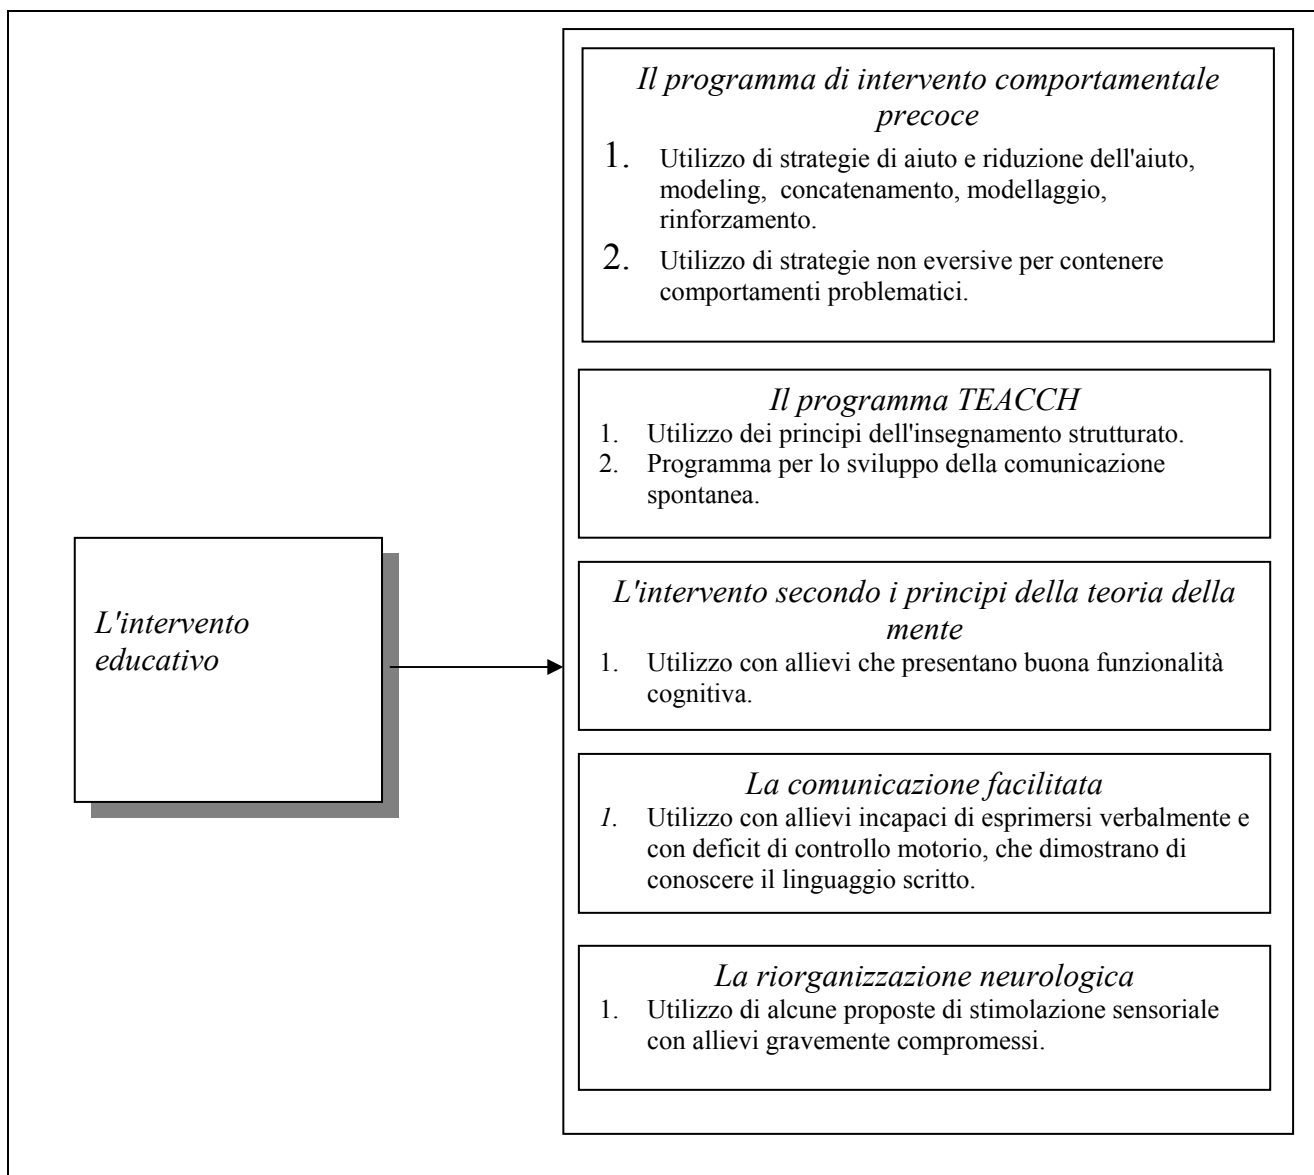 L'intervento
educativo
Il programma di intervento comportamentale
precoce
1. Utilizzo di strategie di aiuto e riduzione dell'aiuto,
modeling, concatenamento, modellaggio,
rinforzamento.
2. Utilizzo di strategie non eversive per contenere
comportamenti problematici.
Il programma TEACCH
1. Utilizzo dei principi dell'insegnamento strutturato.
2. Programma per lo sviluppo della comunicazione
spontanea.
L'intervento secondo i principi della teoria della
mente
1. Utilizzo con allievi che presentano buona funzionalità
cognitiva.
La comunicazione facilitata
1. Utilizzo con allievi incapaci di esprimersi verbalmente e
con deficit di controllo motorio, che dimostrano di
conoscere il linguaggio scritto.
La riorganizzazione neurologica
1. Utilizzo di alcune proposte di stimolazione sensoriale
con allievi gravemente compromessi.